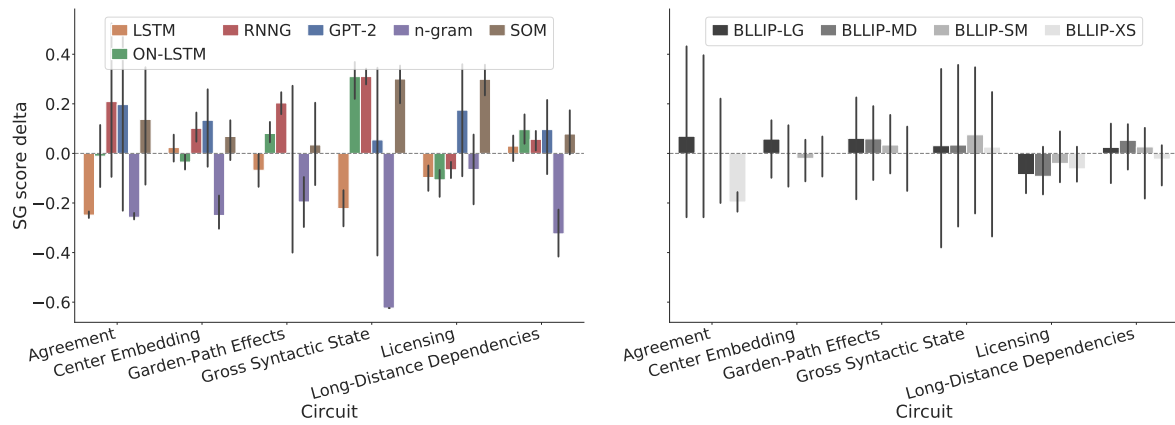 LSTM
RNNG
GPT-2
n-gram
SOM
ON-LSTM
SG score delta
0.4
0.2
0.0
−0.2
−0.4
−0.6
Agreement
Center Embedding
Garden-Path Effects
Gross Syntactic State
Licensing
Long-Distance Dependencies
Circuit
BLLIP-LG
BLLIP-MD
BLLIP-SM
BLLIP-XS
Agreement
Center Embedding
Garden-Path Effects
Gross Syntactic State
Licensing
Long-Distance Dependencies
Circuit